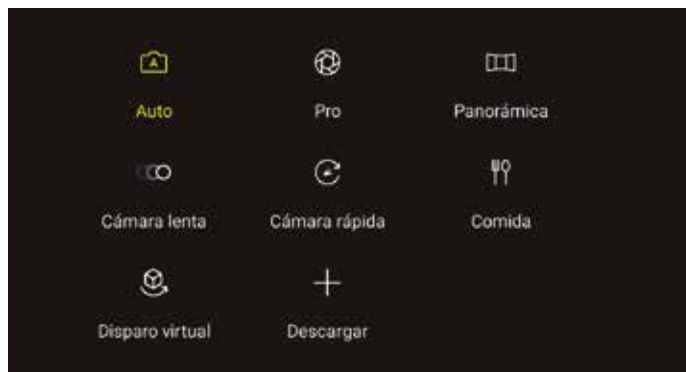 Auto
Pro
Panorámica
Cámara lenta
Cámara rápida
Comida
Disparo virtual
Descargar